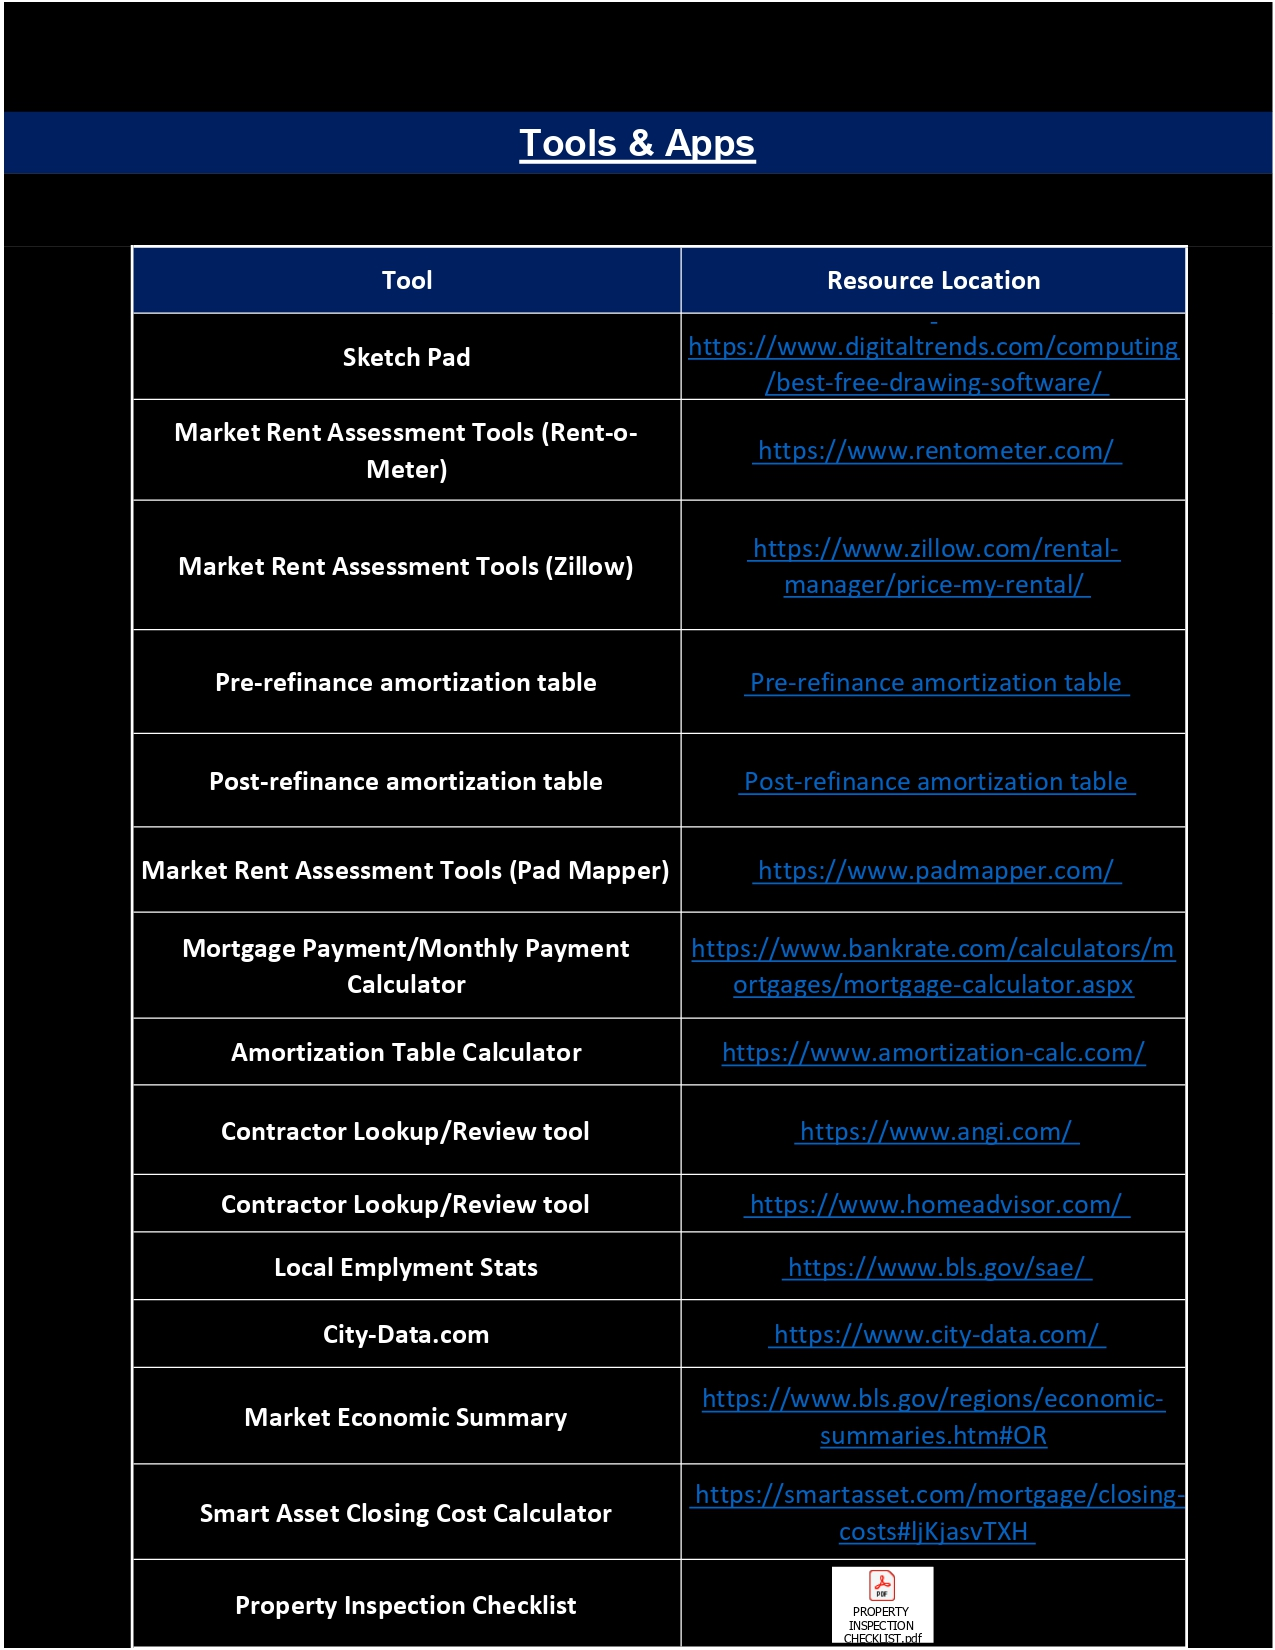 Tools & Apps
Tool
Resource Location
Sketch Pad
https://www.digitaltrends.com/computing
/best-free-drawing-software/
Market Rent Assessment Tools (Rent-o-
Meter)
https://www.rentometer.com/
Market Rent Assessment Tools (Zillow)
https://www.zillow.com/rental-
manager/price-my-rental/
Pre-refinance amortization table
Pre-refinance amortization table
Post-refinance amortization table
Post-refinance amortization table
Market Rent Assessment Tools (Pad Mapper)
https://www.padmapper.com/
Mortgage Payment/Monthly Payment
Calculator
https://www.bankrate.com/calculators/m
ortgages/mortgage-calculator.aspx
Amortization Table Calculator
https://www.amortization-calc.com/
Contractor Lookup/Review tool
https://www.angi.com/
Contractor Lookup/Review tool
https://www.homeadvisor.com/
Local Emplyment Stats
https://www.bls.gov/sae/
City-Data.com
https://www.city-data.com/
Market Economic Summary
https://www.bls.gov/regions/economic-
summaries.htm#OR
Smart Asset Closing Cost Calculator
https://smartasset.com/mortgage/closing-
costs#ljKjasvTXH
Property Inspection Checklist
PDF
PROPERTY
INSPECTION
CHECKLIST.pdf